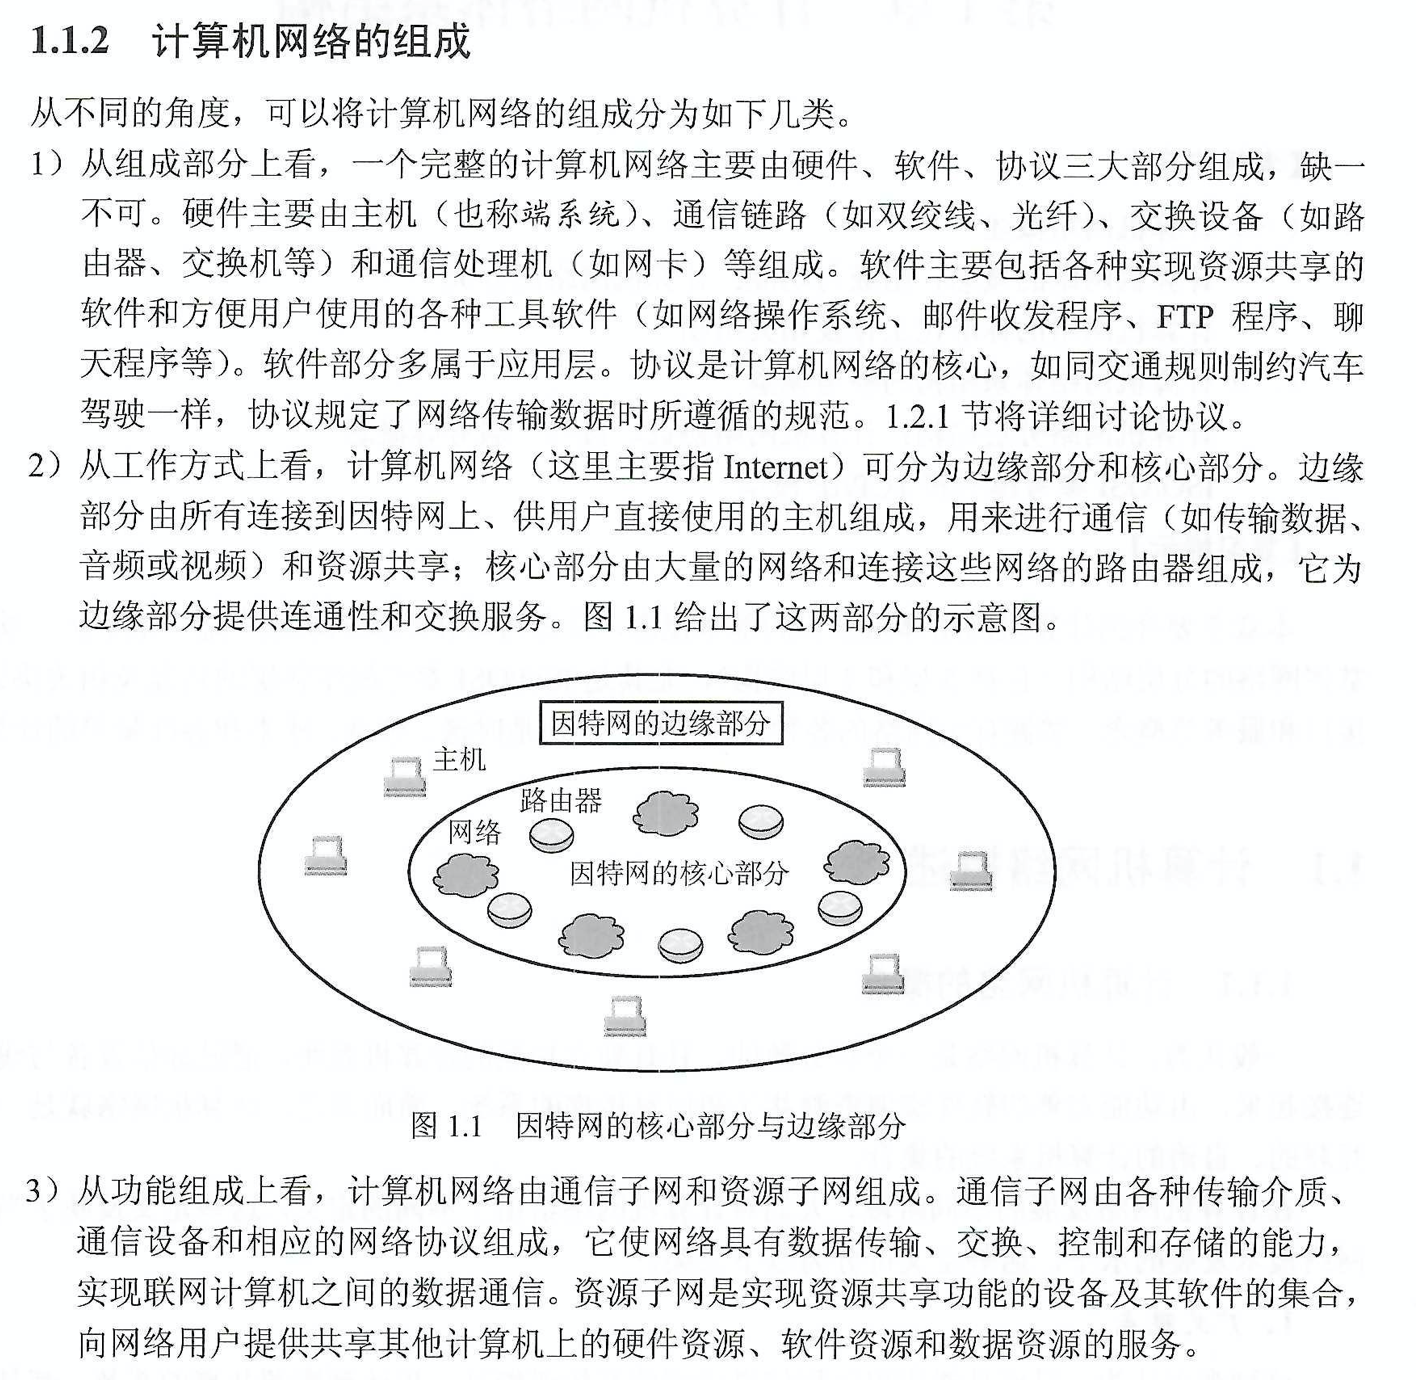 1.1.2 计算机网络的组成
从不同的角度，可以将计算机网络的组成分为如下几类。
1）从组成部分上看，一个完整的计算机网络主要由硬件、软件、协议三大部分组成，缺一
不可。硬件主要由主机（也称端系统）、通信链路（如双绞线、光纤）、交换设备（如路
由器、交换机等）和通信处理机（如网卡）等组成。软件主要包括各种实现资源共享的
软件和方便用户使用的各种工具软件（如网络操作系统、邮件收发程序、FTP 程序、聊
天程序等）。软件部分多属于应用层。协议是计算机网络的核心，如同交通规则制约汽车
驾驶一样，协议规定了网络传输数据时所遵循的规范。1.2.1 节将详细讨论协议。
2）从工作方式上看，计算机网络（这里主要指 Internet）可分为边缘部分和核心部分。边缘
部分由所有连接到因特网上、供用户直接使用的主机组成，用来进行通信（如传输数据、
音频或视频）和资源共享；核心部分由大量的网络和连接这些网络的路由器组成，它为
边缘部分提供连通性和交换服务。图 1.1 给出了这两部分的示意图。
因特网的边缘部分
主机
路由器
网络
因特网的核心部分
图 1.1 因特网的核心部分与边缘部分
3）从功能组成上看，计算机网络由通信子网和资源子网组成。通信子网由各种传输介质、
通信设备和相应的网络协议组成，它使网络具有数据传输、交换、控制和存储的能力，
实现联网计算机之间的数据通信。资源子网是实现资源共享功能的设备及其软件的集合，
向网络用户提供共享其他计算机上的硬件资源、软件资源和数据资源的服务。